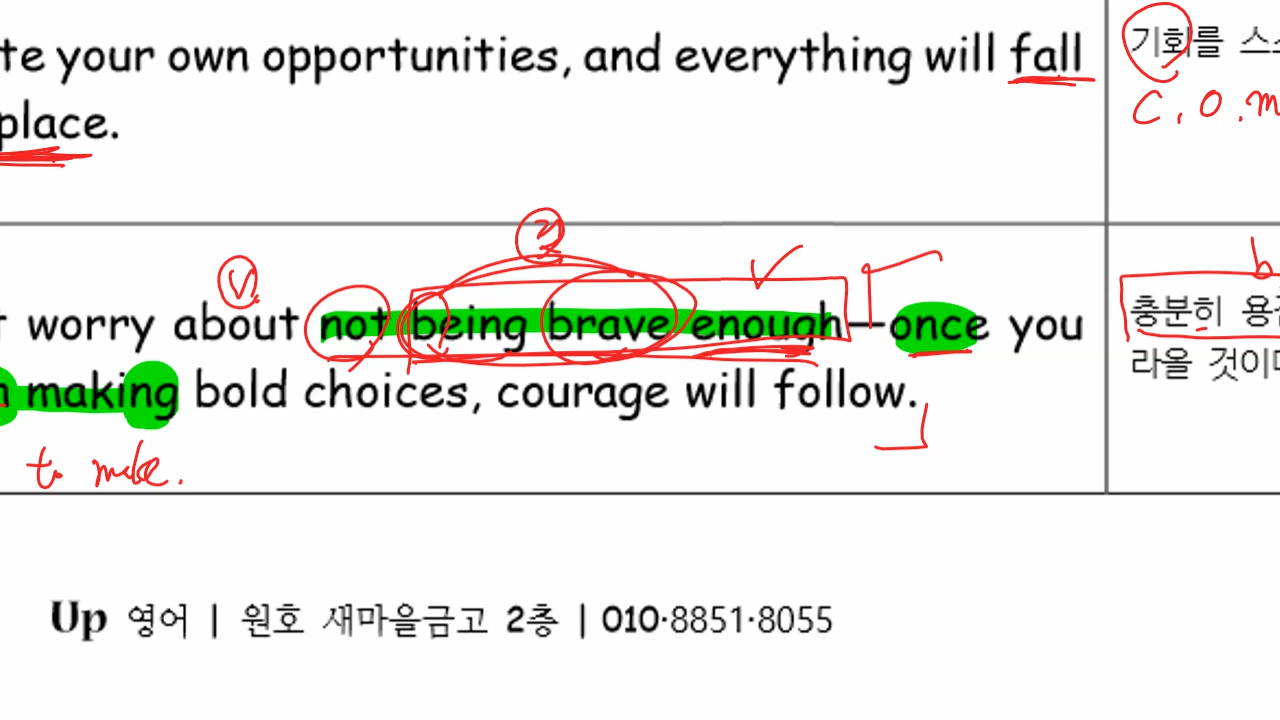 te your own opportunities, and everything will fall
place.
기회를
C.O.m
not being brave enough—once you
worry about
making bold choices, courage will follow.
to make.
b
충분히
라올 것이
Up 영어 | 원호 새마을금고 2층 | 010·8851·8055